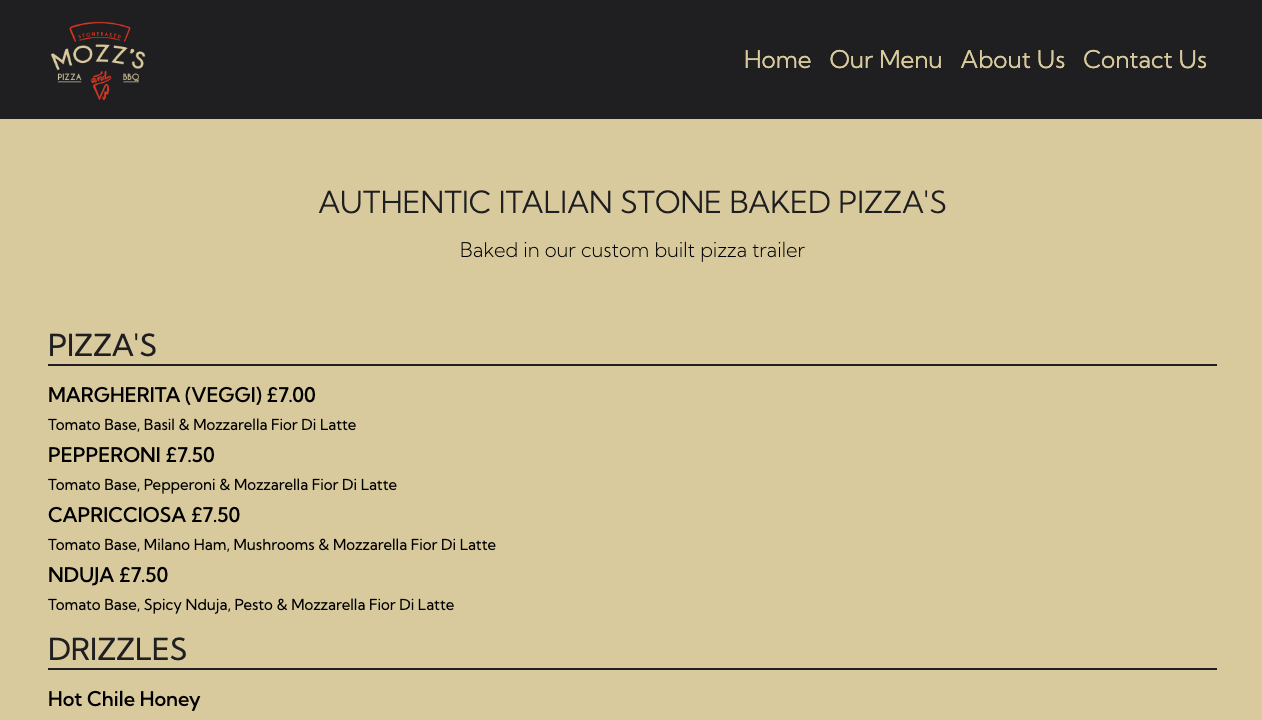 STONEBAKED
MOZZ'S
PIZZA and BBQ
Home Our Menu About Us Contact Us
AUTHENTIC ITALIAN STONE BAKED PIZZA'S
Baked in our custom built pizza trailer
PIZZA'S
MARGHERITA (VEGGI) £7.00
Tomato Base, Basil & Mozzarella Fior Di Latte
PEPPERONI £7.50
Tomato Base, Pepperoni & Mozzarella Fior Di Latte
CAPRICCIOSA £7.50
Tomato Base, Milano Ham, Mushrooms & Mozzarella Fior Di Latte
NDUJA £7.50
Tomato Base, Spicy Nduja, Pesto & Mozzarella Fior Di Latte
DRIZZLES
Hot Chile Honey